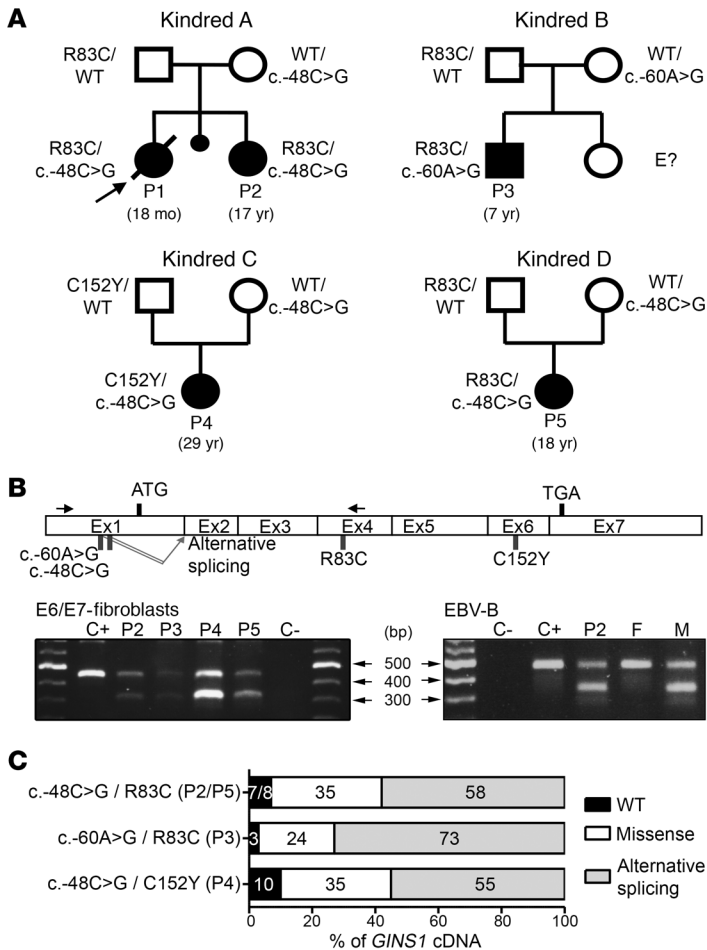 A
Kindred A
Kindred B
R83C/
WT
WT/
c.-48C>G
R83C/
WT
WT/
c.-60A>G
R83C/
c.-48C>G
R83C/
c.-48C>G
R83C/
c.-60A>G
E?
P1
P2
P3
(18 mo)
(17 yr)
(7 yr)
Kindred C
Kindred D
C152Y/
WT
WT/
c.-48C>G
R83C/
WT
WT/
c.-48C>G
C152Y/
c.-48C>G
R83C/
c.-48C>G
P4
P5
(29 yr)
(18 yr)
B
ATG
TGA
Ex1 Ex2 Ex3 Ex4 Ex5 Ex6 Ex7
c.-60A>G
c.-48C>G
Alternative
splicing
R83C
C152Y
E6/E7-fibroblasts
EBV-B
C+ P2 P3 P4 P5 C-
(bp)
C- C+ P2 F M
500
400
300
C
c.-48C>G / R83C (P2/P5) 7/8 35 58
c.-60A>G / R83C (P3) 3 24 73
c.-48C>G / C152Y (P4) 10 35 55
WT
Missense
Alternative
splicing
0 20 40 60 80 100
% of GINS1 cDNA